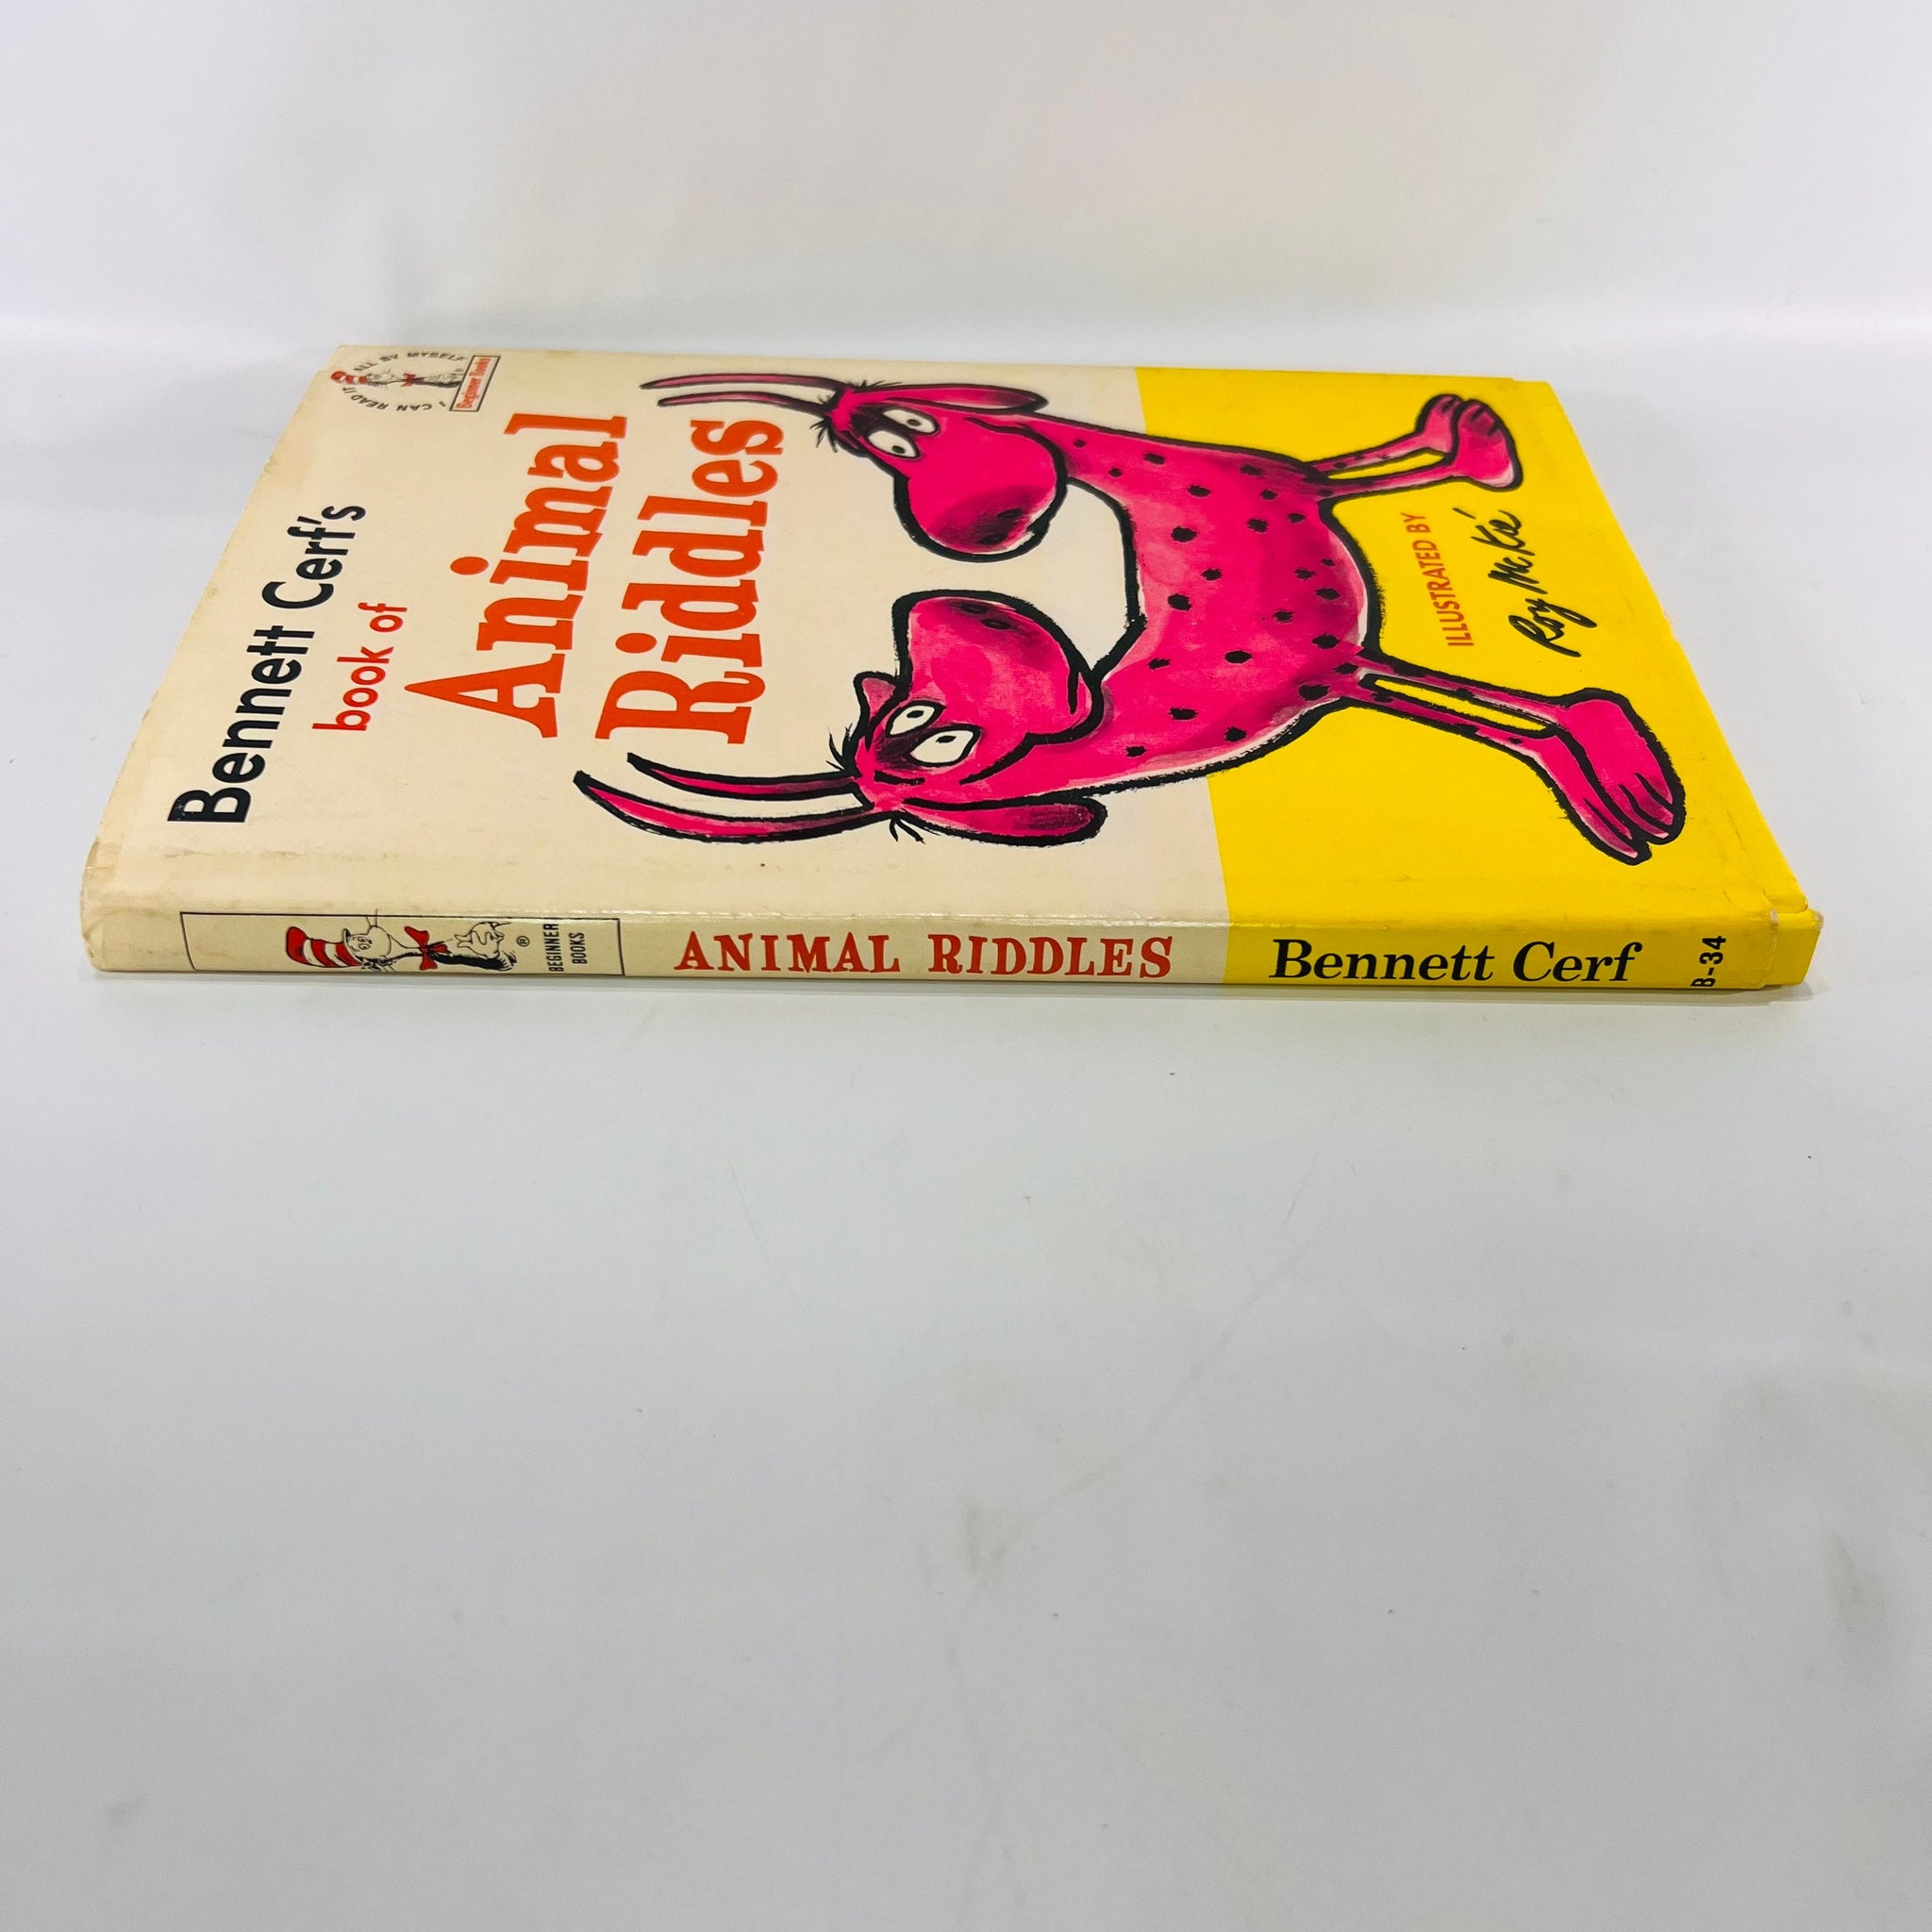 I CAN READ IT ALL BY MYSELF
Beginner Books
Bennett Cerf's
book of
Animal
Riddles
ILLUSTRATED BY
Roy McKié
BEGINNER
BOOKS
®
ANIMAL RIDDLES
Bennett Cerf
B-34